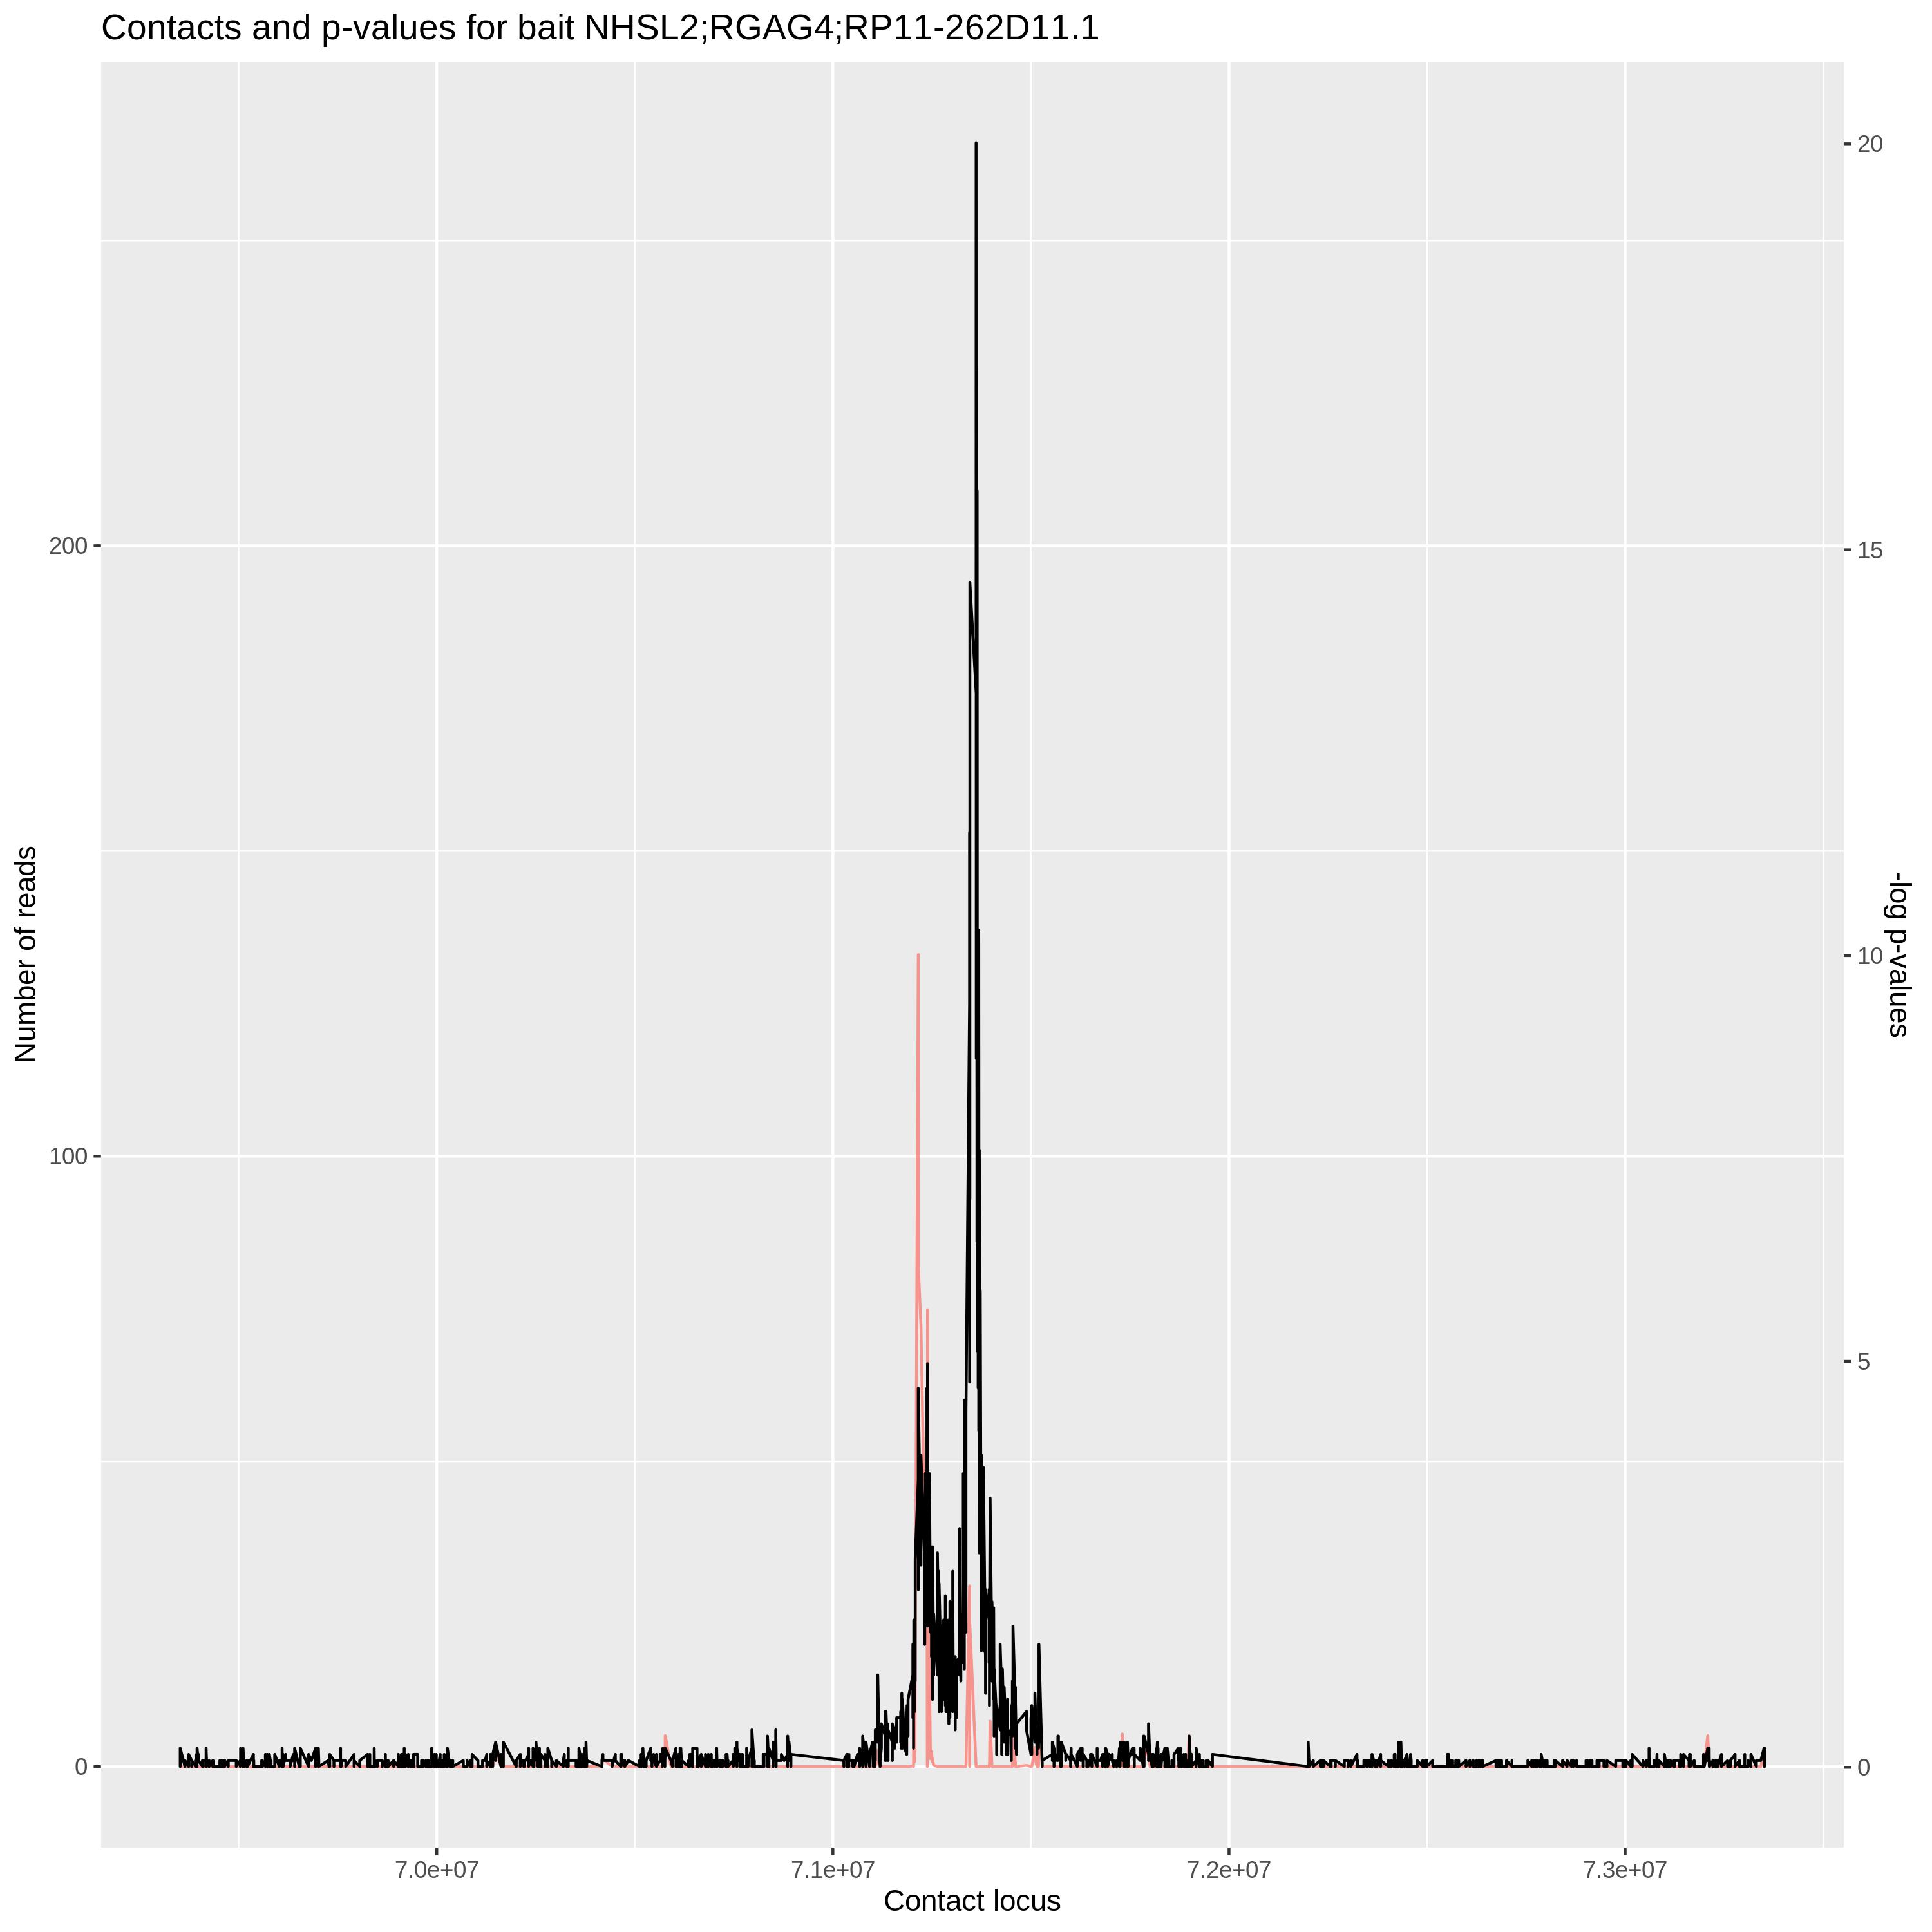 Contacts and p-values for bait NHSL2;RGAG4;RP11-262D11.1
20
200
15
Number of reads
-log p-values
10
100
5
0
0
7.0e+07
7.1e+07
7.2e+07
7.3e+07
Contact locus